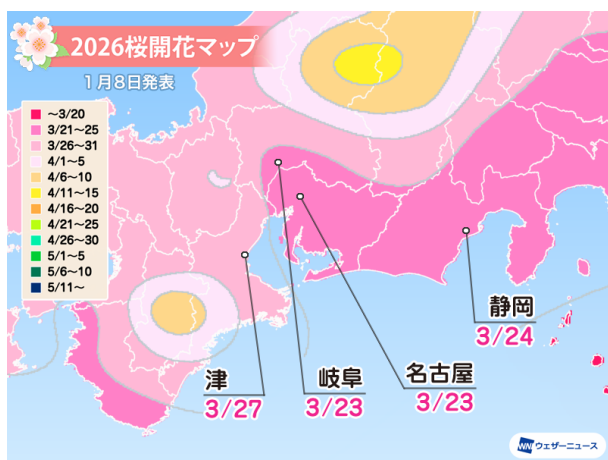 2026桜開花マップ
1月8日発表
～3/20
3/21～25
3/26～31
4/1～5
4/6～10
4/11～15
4/16～20
4/21～25
4/26～30
5/1～5
5/6～10
5/11～
静岡
3/24
名古屋
3/23
岐阜
3/23
津
3/27
WNI ウェザーニュース